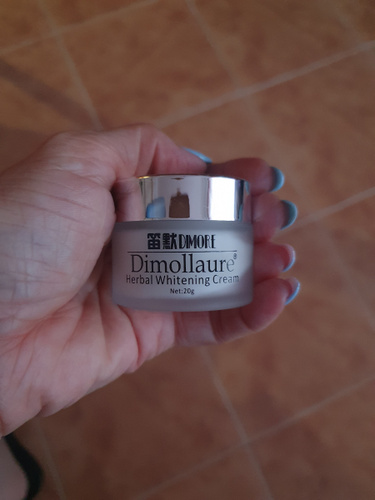 笛默DIMORE
Dimollaure®
Herbal Whitening Cream
Net:20g